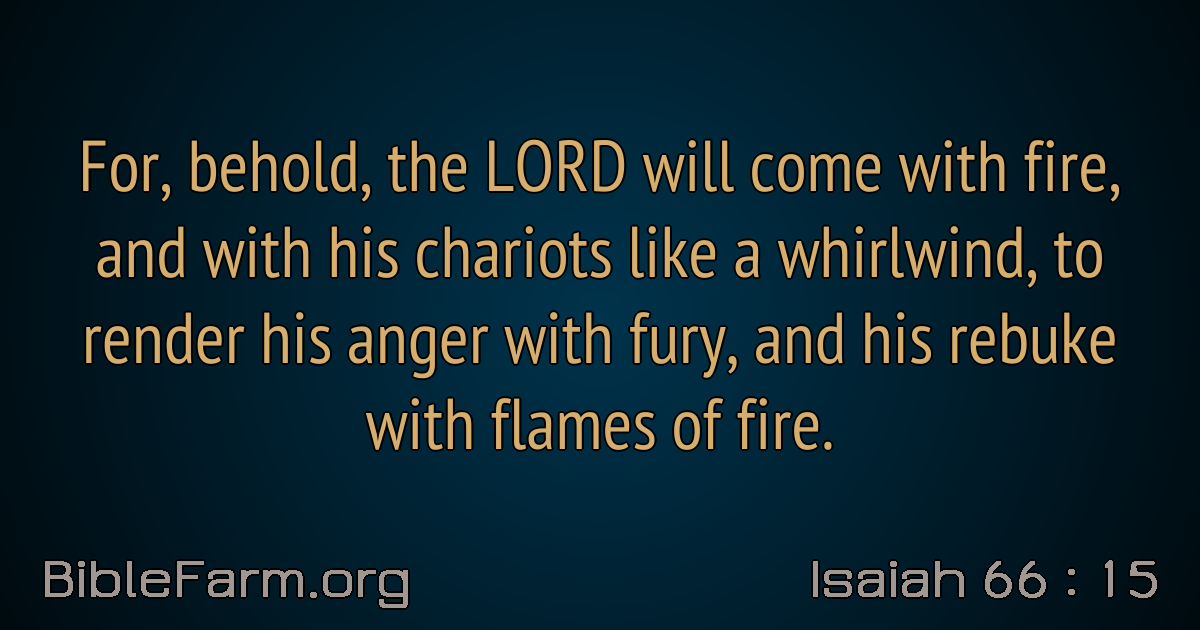 For, behold, the LORD will come with fire,
and with his chariots like a whirlwind, to
render his anger with fury, and his rebuke
with flames of fire.
BibleFarm.org
Isaiah 66 : 15